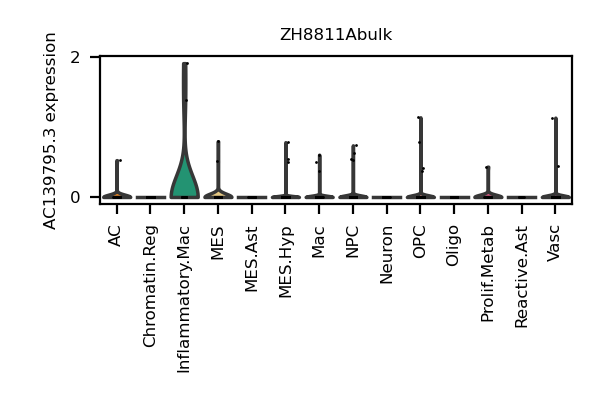 ZH8811Abulk
AC139795.3 expression
2
0
AC
Chromatin.Reg
Inflammatory.Mac
MES
MES.Ast
MES.Hyp
Mac
NPC
Neuron
OPC
Oligo
Prolif.Metab
Reactive.Ast
Vasc